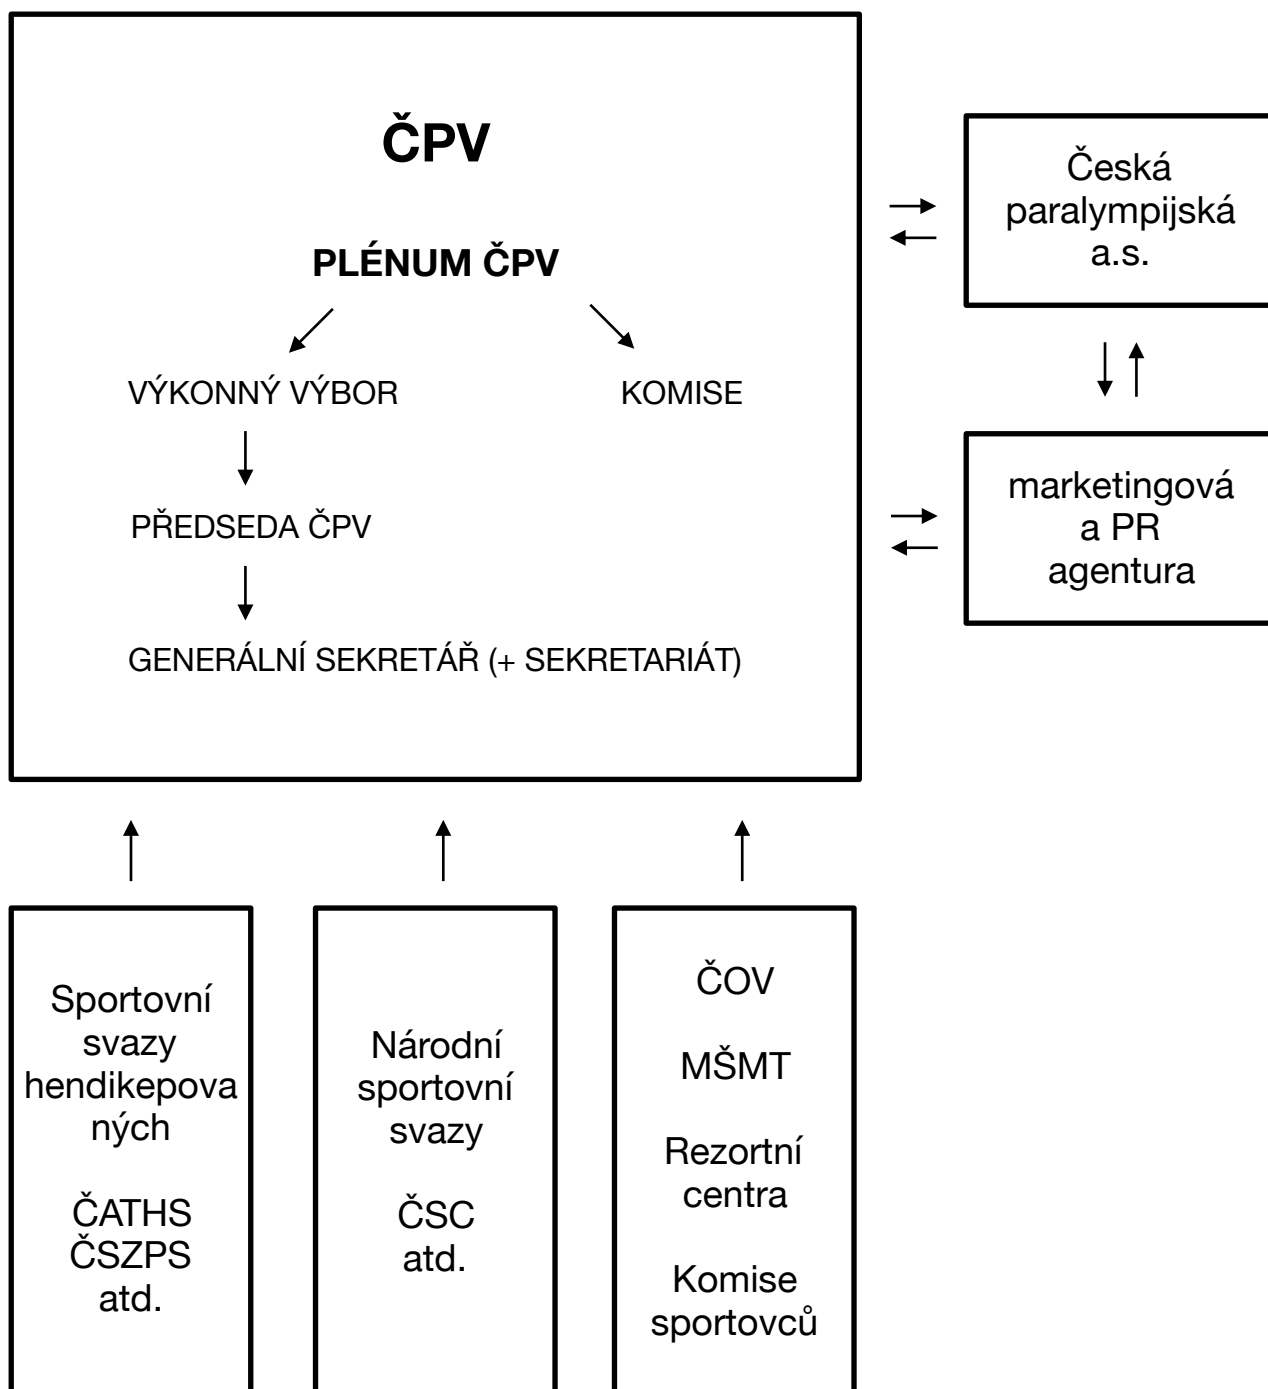 ČPV
PLÉNUM ČPV
VÝKONNÝ VÝBOR
KOMISE
PŘEDSEDA ČPV
GENERÁLNÍ SEKRETÁŘ (+ SEKRETARIÁT)
Česká
paralympijská
a.s.
marketingová
a PR
agentura
Sportovní
svazy
hendikepova
ných
ČATHS
ČSZPS
atd.
Národní
sportovní
svazy
ČSC
atd.
ČOV
MŠMT
Rezortní
centra
Komise
sportovců